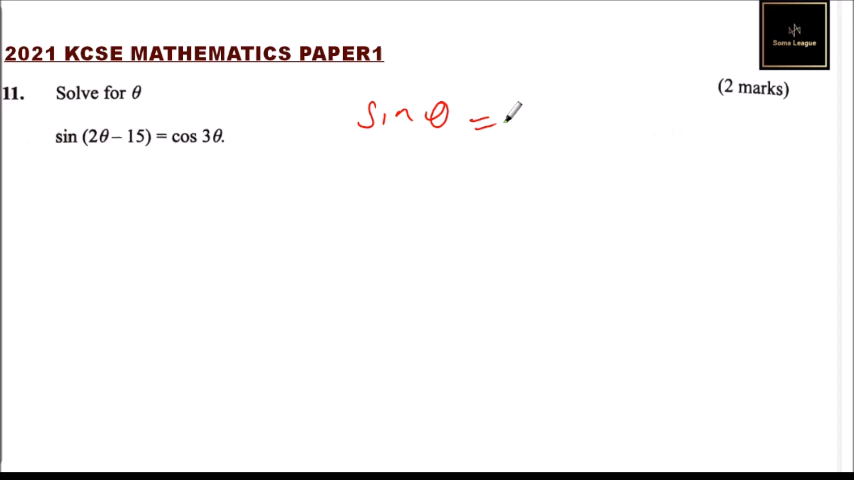 Soma League
2021 KCSE MATHEMATICS PAPER1
11. Solve for θ (2 marks)
sin θ =
sin (2θ – 15) = cos 3θ.